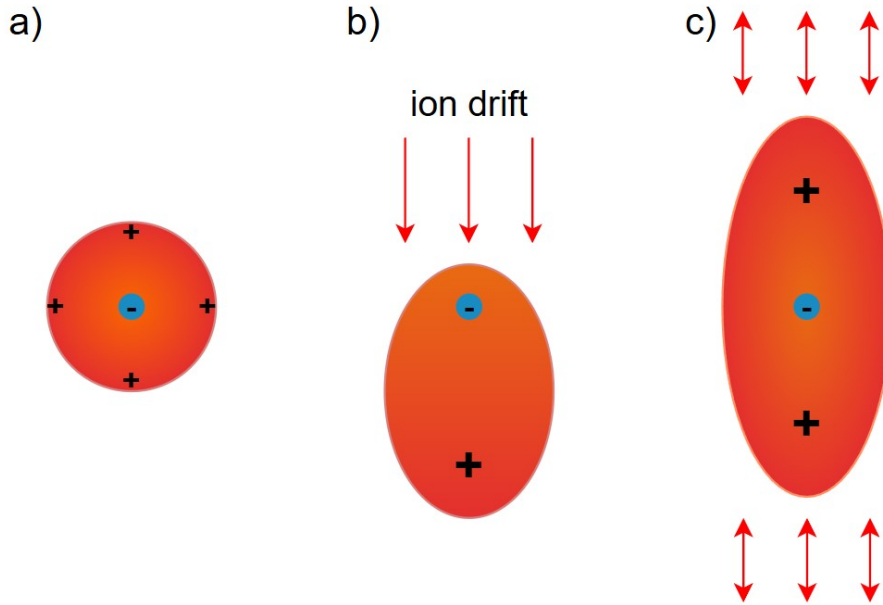 a)
b)
c)
ion drift
+
+
+
+
-
-
+
+
-
+